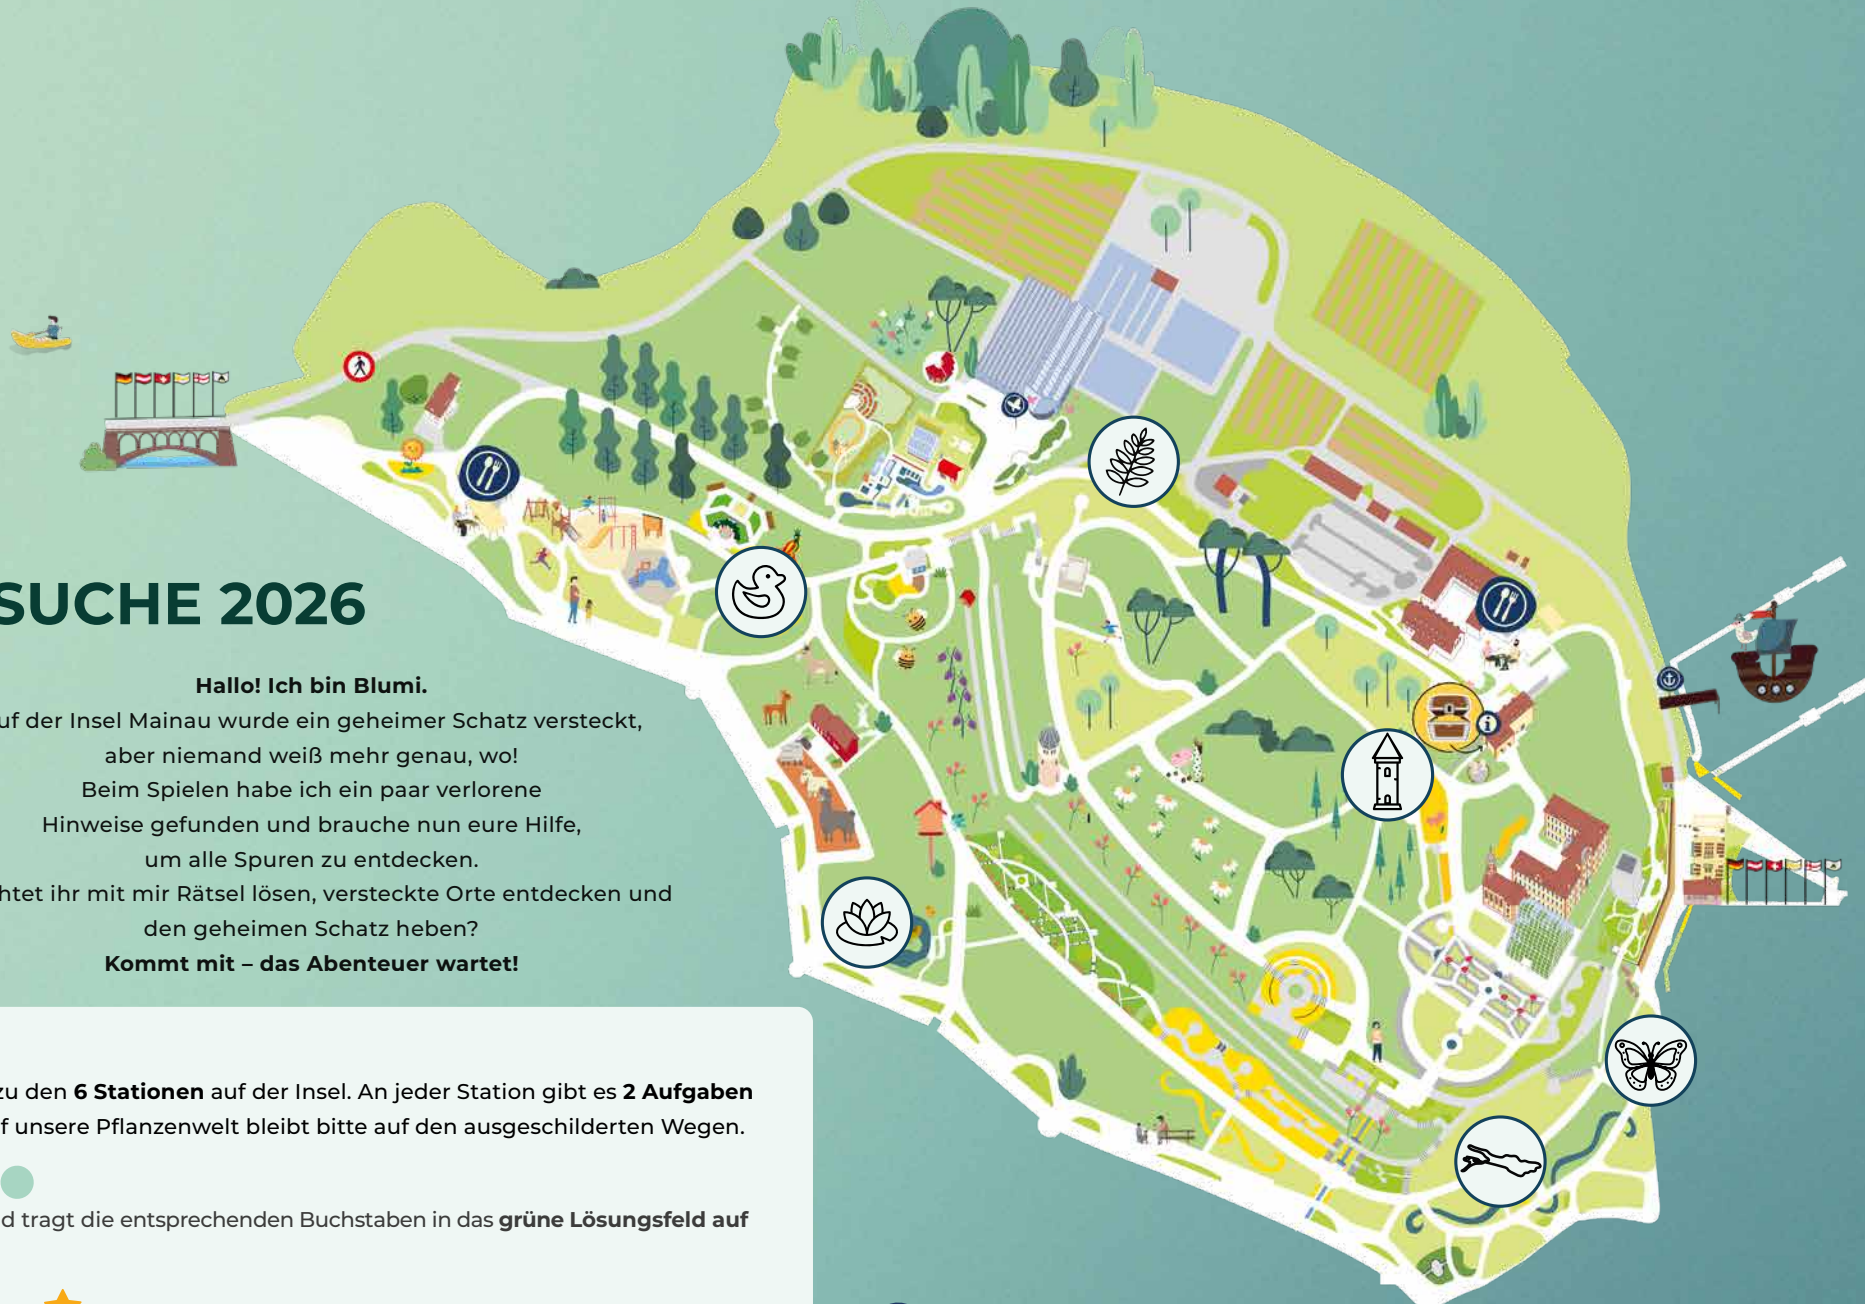 SUCHE 2026
Hallo! Ich bin Blumi.
uf der Insel Mainau wurde ein geheimer Schatz versteckt,
aber niemand weiß mehr genau, wo!
Beim Spielen habe ich ein paar verlorene
Hinweise gefunden und brauche nun eure Hilfe,
um alle Spuren zu entdecken.
htet ihr mit mir Rätsel lösen, versteckte Orte entdecken und
den geheimen Schatz heben?
Kommt mit – das Abenteuer wartet!
zu den 6 Stationen auf der Insel. An jeder Station gibt es 2 Aufgaben
f unsere Pflanzenwelt bleibt bitte auf den ausgeschilderten Wegen.
d tragt die entsprechenden Buchstaben in das grüne Lösungsfeld auf
i